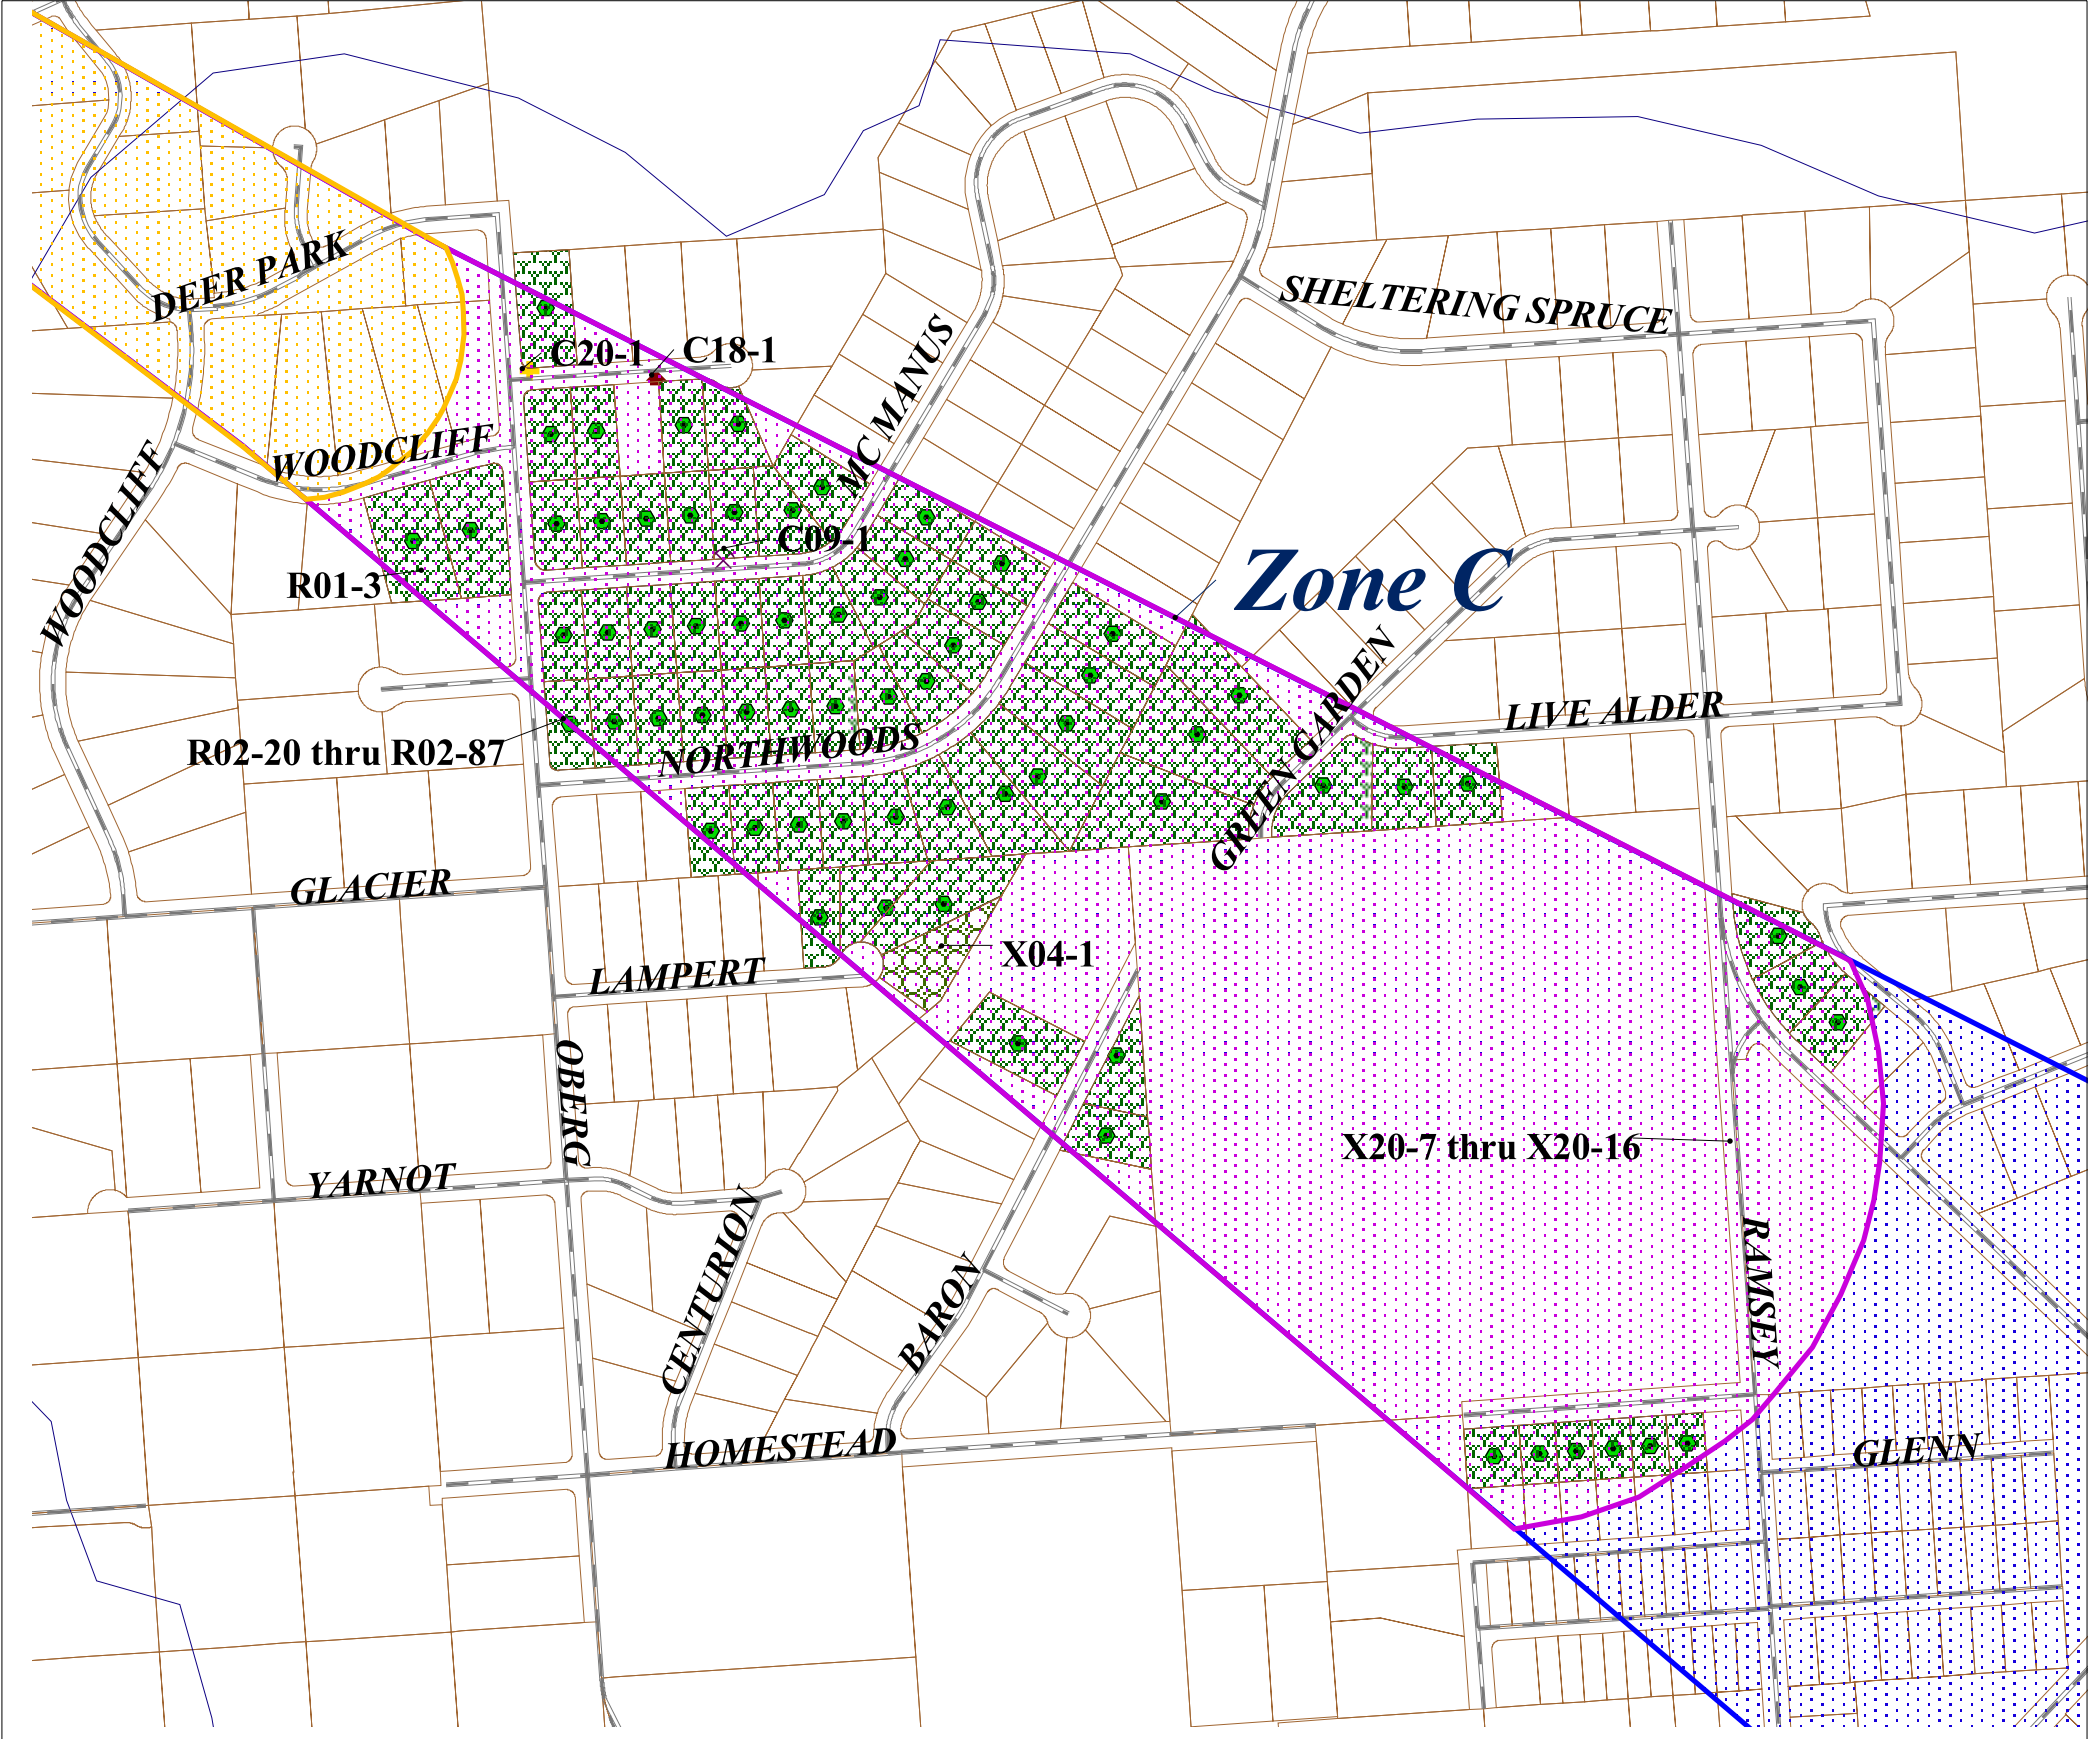 DEER PARK
SHELTERING SPRUCE
C20-1
C18-1
MC MANUS
WOODCLIFF
WOODCLIFF
C09-1
Zone C
R01-3
GREEN GARDEN
LIVE ALDER
R02-20 thru R02-87
NORTHWOODS
GLACIER
X04-1
LAMPERT
OBERG
X20-7 thru X20-16
YARNOT
CENTURION
BARON
RAMSEY
HOMESTEAD
GLENN